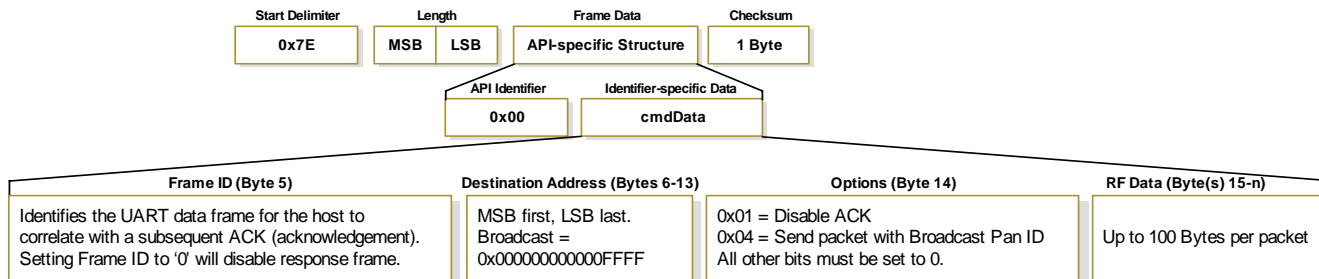 Start Delimiter
Length
Frame Data
Checksum
0x7E
MSB
LSB
API-specific Structure
1 Byte
API Identifier
Identifier-specific Data
0x00
cmdData
Frame ID (Byte 5)
Identifies the UART data frame for the host to
correlate with a subsequent ACK (acknowledgement).
Setting Frame ID to ‘0’ will disable response frame.
Destination Address (Bytes 6-13)
MSB first, LSB last.
Broadcast =
0x000000000000FFFF
Options (Byte 14)
0x01 = Disable ACK
0x04 = Send packet with Broadcast Pan ID
All other bits must be set to 0.
RF Data (Byte(s) 15-n)
Up to 100 Bytes per packet